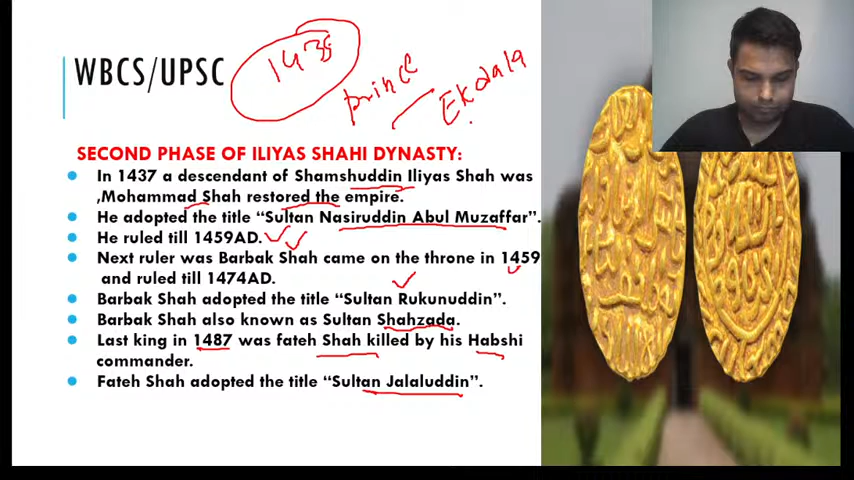 WBCS/UPSC
1438
prince
Ekdala
SECOND PHASE OF ILIYAS SHAHI DYNASTY:
In 1437 a descendant of Shamshuddin Iliyas Shah was
,Mohammad Shah restored the empire.
He adopted the title “Sultan Nasiruddin Abul Muzaffar”.
He ruled till 1459AD.
Next ruler was Barbak Shah came on the throne in 1459
and ruled till 1474AD.
Barbak Shah adopted the title “Sultan Rukunuddin”.
Barbak Shah also known as Sultan Shahzada.
Last king in 1487 was fateh Shah killed by his Habshi
commander.
Fateh Shah adopted the title “Sultan Jalaluddin”.